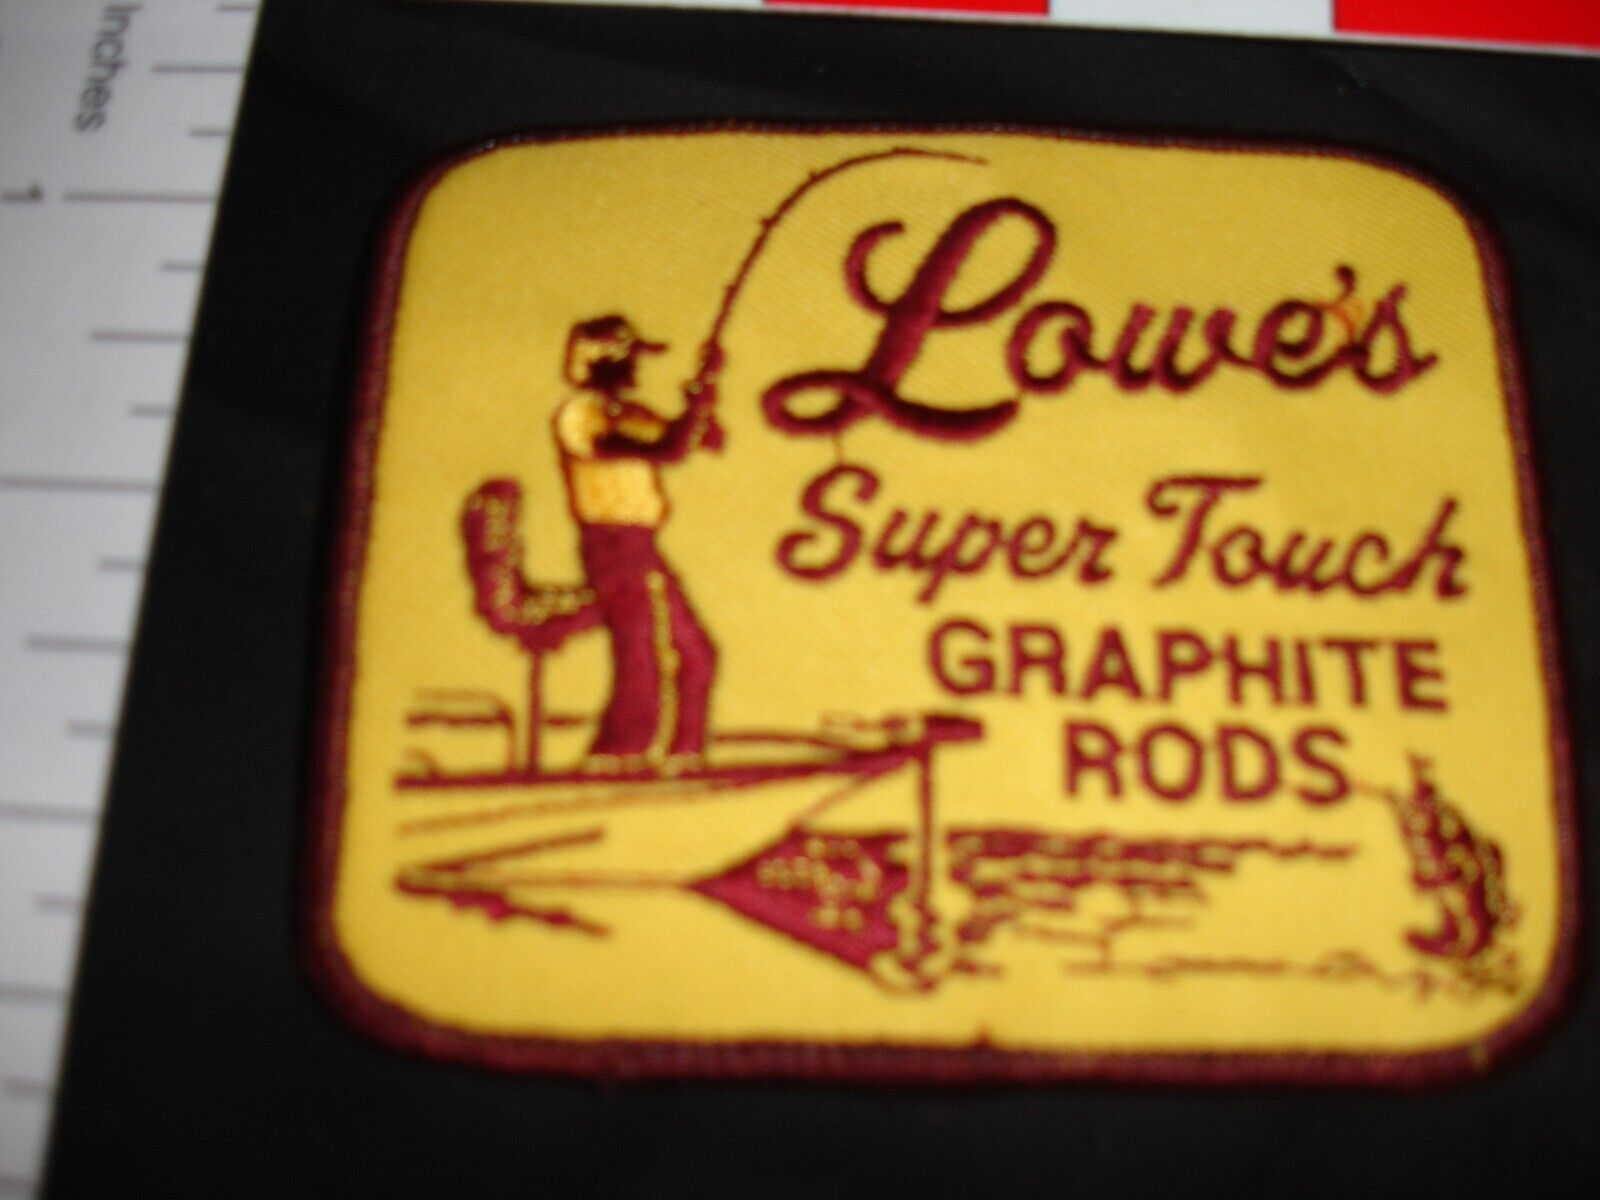 Inches
1
Lowe's
Super Touch
GRAPHITE
RODS